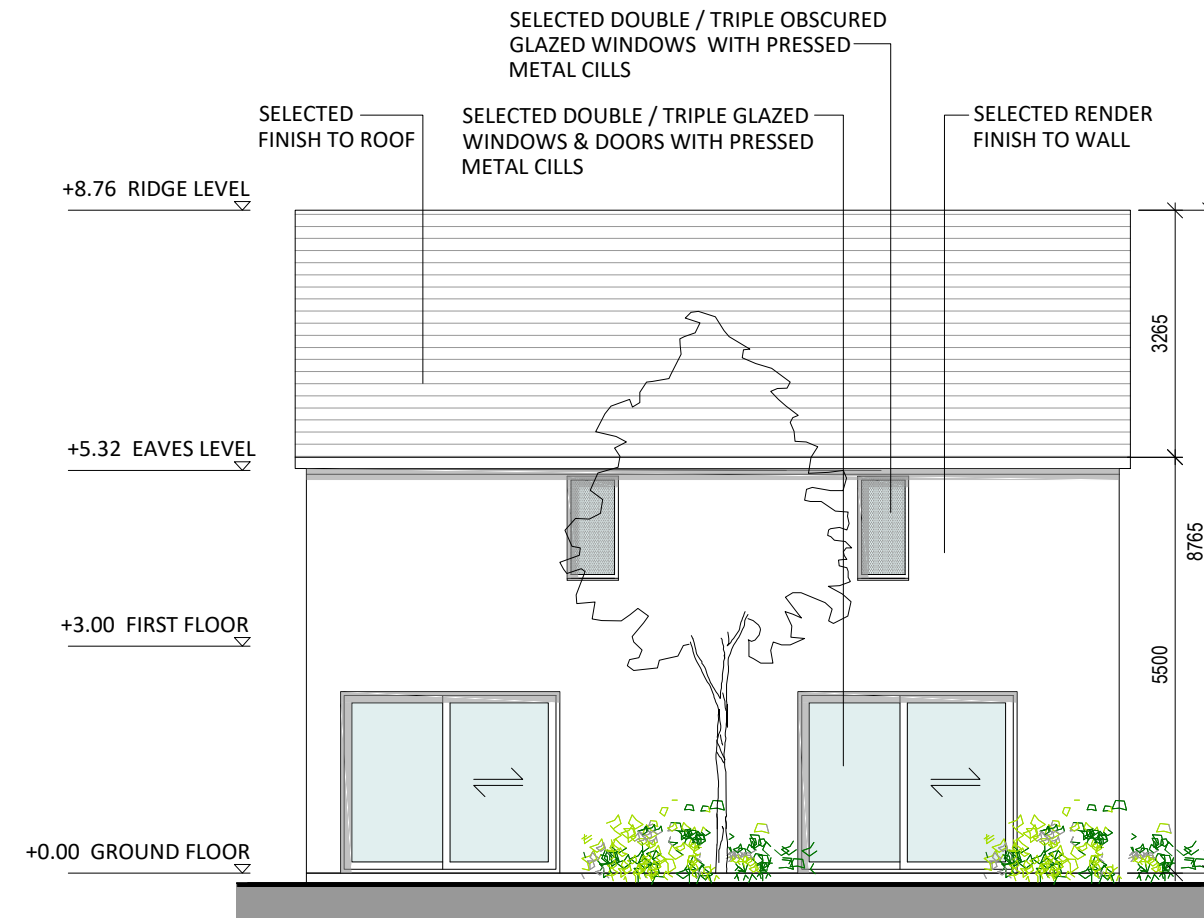 SELECTED DOUBLE / TRIPLE OBSCURED
GLAZED WINDOWS WITH PRESSED
METAL CILLS
SELECTED
FINISH TO ROOF
SELECTED DOUBLE / TRIPLE GLAZED
WINDOWS & DOORS WITH PRESSED
METAL CILLS
SELECTED RENDER
FINISH TO WALL
+8.76 RIDGE LEVEL
3265
+5.32 EAVES LEVEL
8765
+3.00 FIRST FLOOR
5500
+0.00 GROUND FLOOR